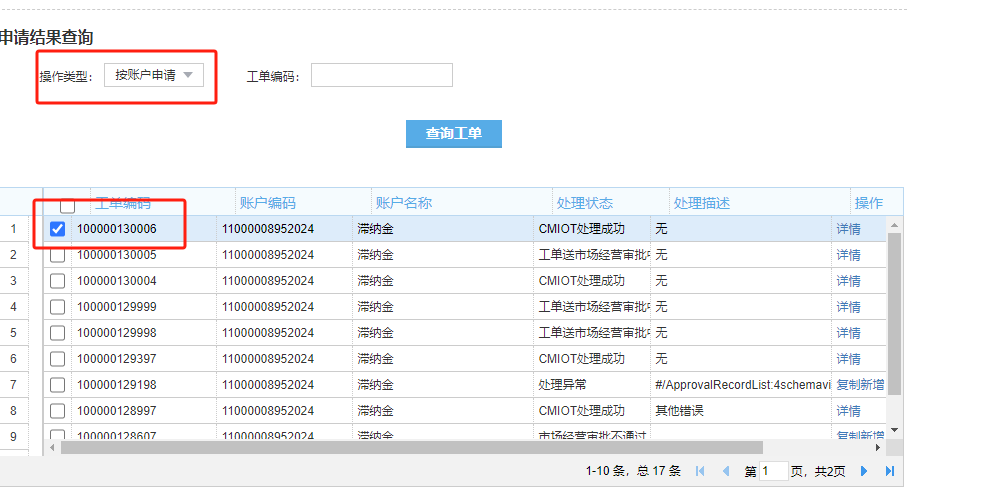 申请结果查询
操作类型： 按账户申请 工单编码：
查询工单
工单编码 账户编码 账户名称 处理状态 处理描述 操作
1 100000130006 11000008952024 滞纳金 CMIOT处理成功 无 详情
2 100000130005 11000008952024 滞纳金 工单送市场经营审批中 无 详情
3 100000130004 11000008952024 滞纳金 CMIOT处理成功 无 详情
4 100000129999 11000008952024 滞纳金 工单送市场经营审批中 无 详情
5 100000129998 11000008952024 滞纳金 工单送市场经营审批中 无 详情
6 100000129397 11000008952024 滞纳金 CMIOT处理成功 无 详情
7 100000129198 11000008952024 滞纳金 处理异常 #/ApprovalRecordList:4schemavi 复制新增
8 100000128997 11000008952024 滞纳金 CMIOT处理成功 其他错误 详情
9 100000128607 11000008952024 滞纳金 市场经营审批不通过 复制新增
1-10 条，总 17 条 第 1 页，共2页